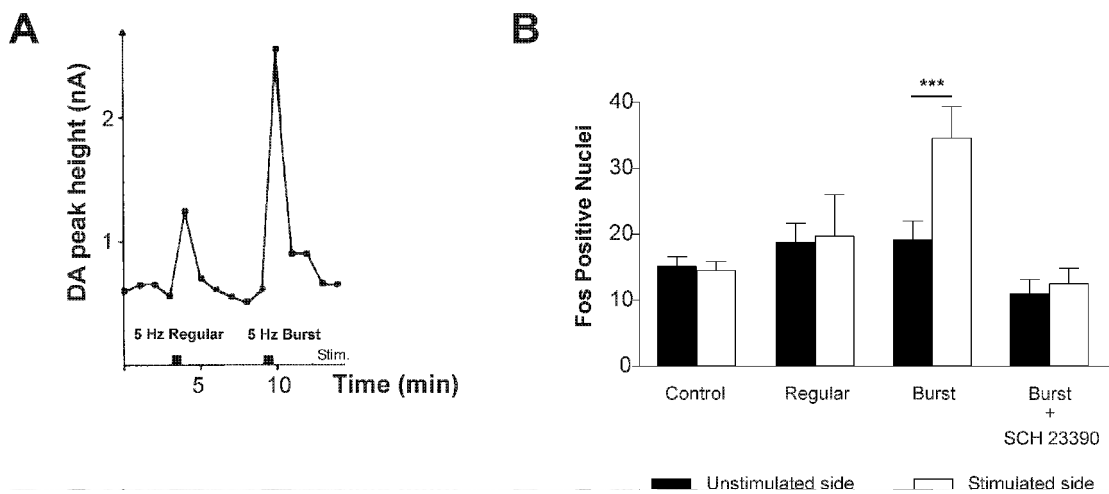 A
DA peak height (nA)
2
1
5 Hz Regular
5 Hz Burst
Stim.
5
10
Time (min)
B
Fos Positive Nuclei
40
30
20
10
0
***
Control
Regular
Burst
Burst
+
SCH 23390
Unstimulated side
Stimulated side